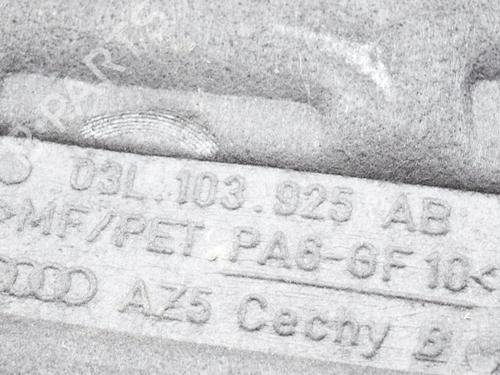 03L.103.925 AB
>MF/PET PA6-GF10<
AZ5 Cechy B